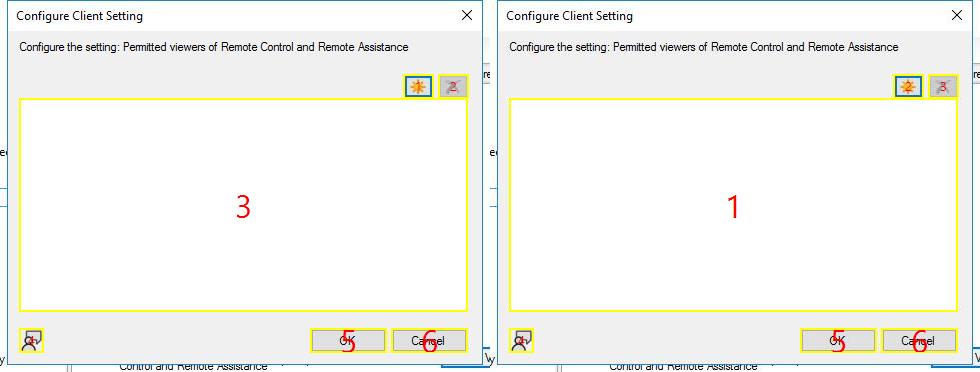 Configure Client Setting
Configure the setting: Permitted viewers of Remote Control and Remote Assistance
1
2
3
OK
5
Cancel
6
Control and Remote Assistance
Configure Client Setting
Configure the setting: Permitted viewers of Remote Control and Remote Assistance
2
3
1
OK
5
Cancel
6
Control and Remote Assistance